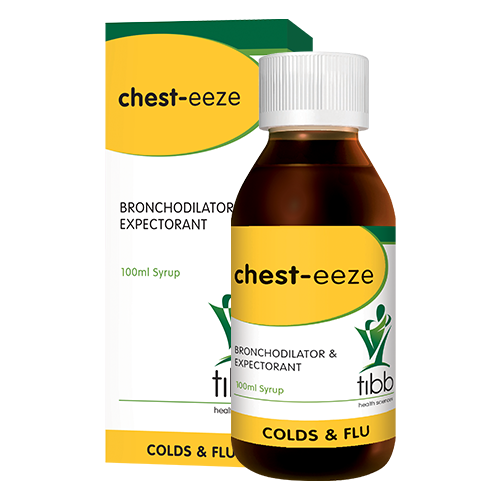 chest-eeze
BRONCHODILATOR
EXPECTORANT
100ml Syrup
COLDS & FLU
chest-eeze
BRONCHODILATOR &
EXPECTORANT
100ml Syrup
tibb
health sciences
COLDS & FLU